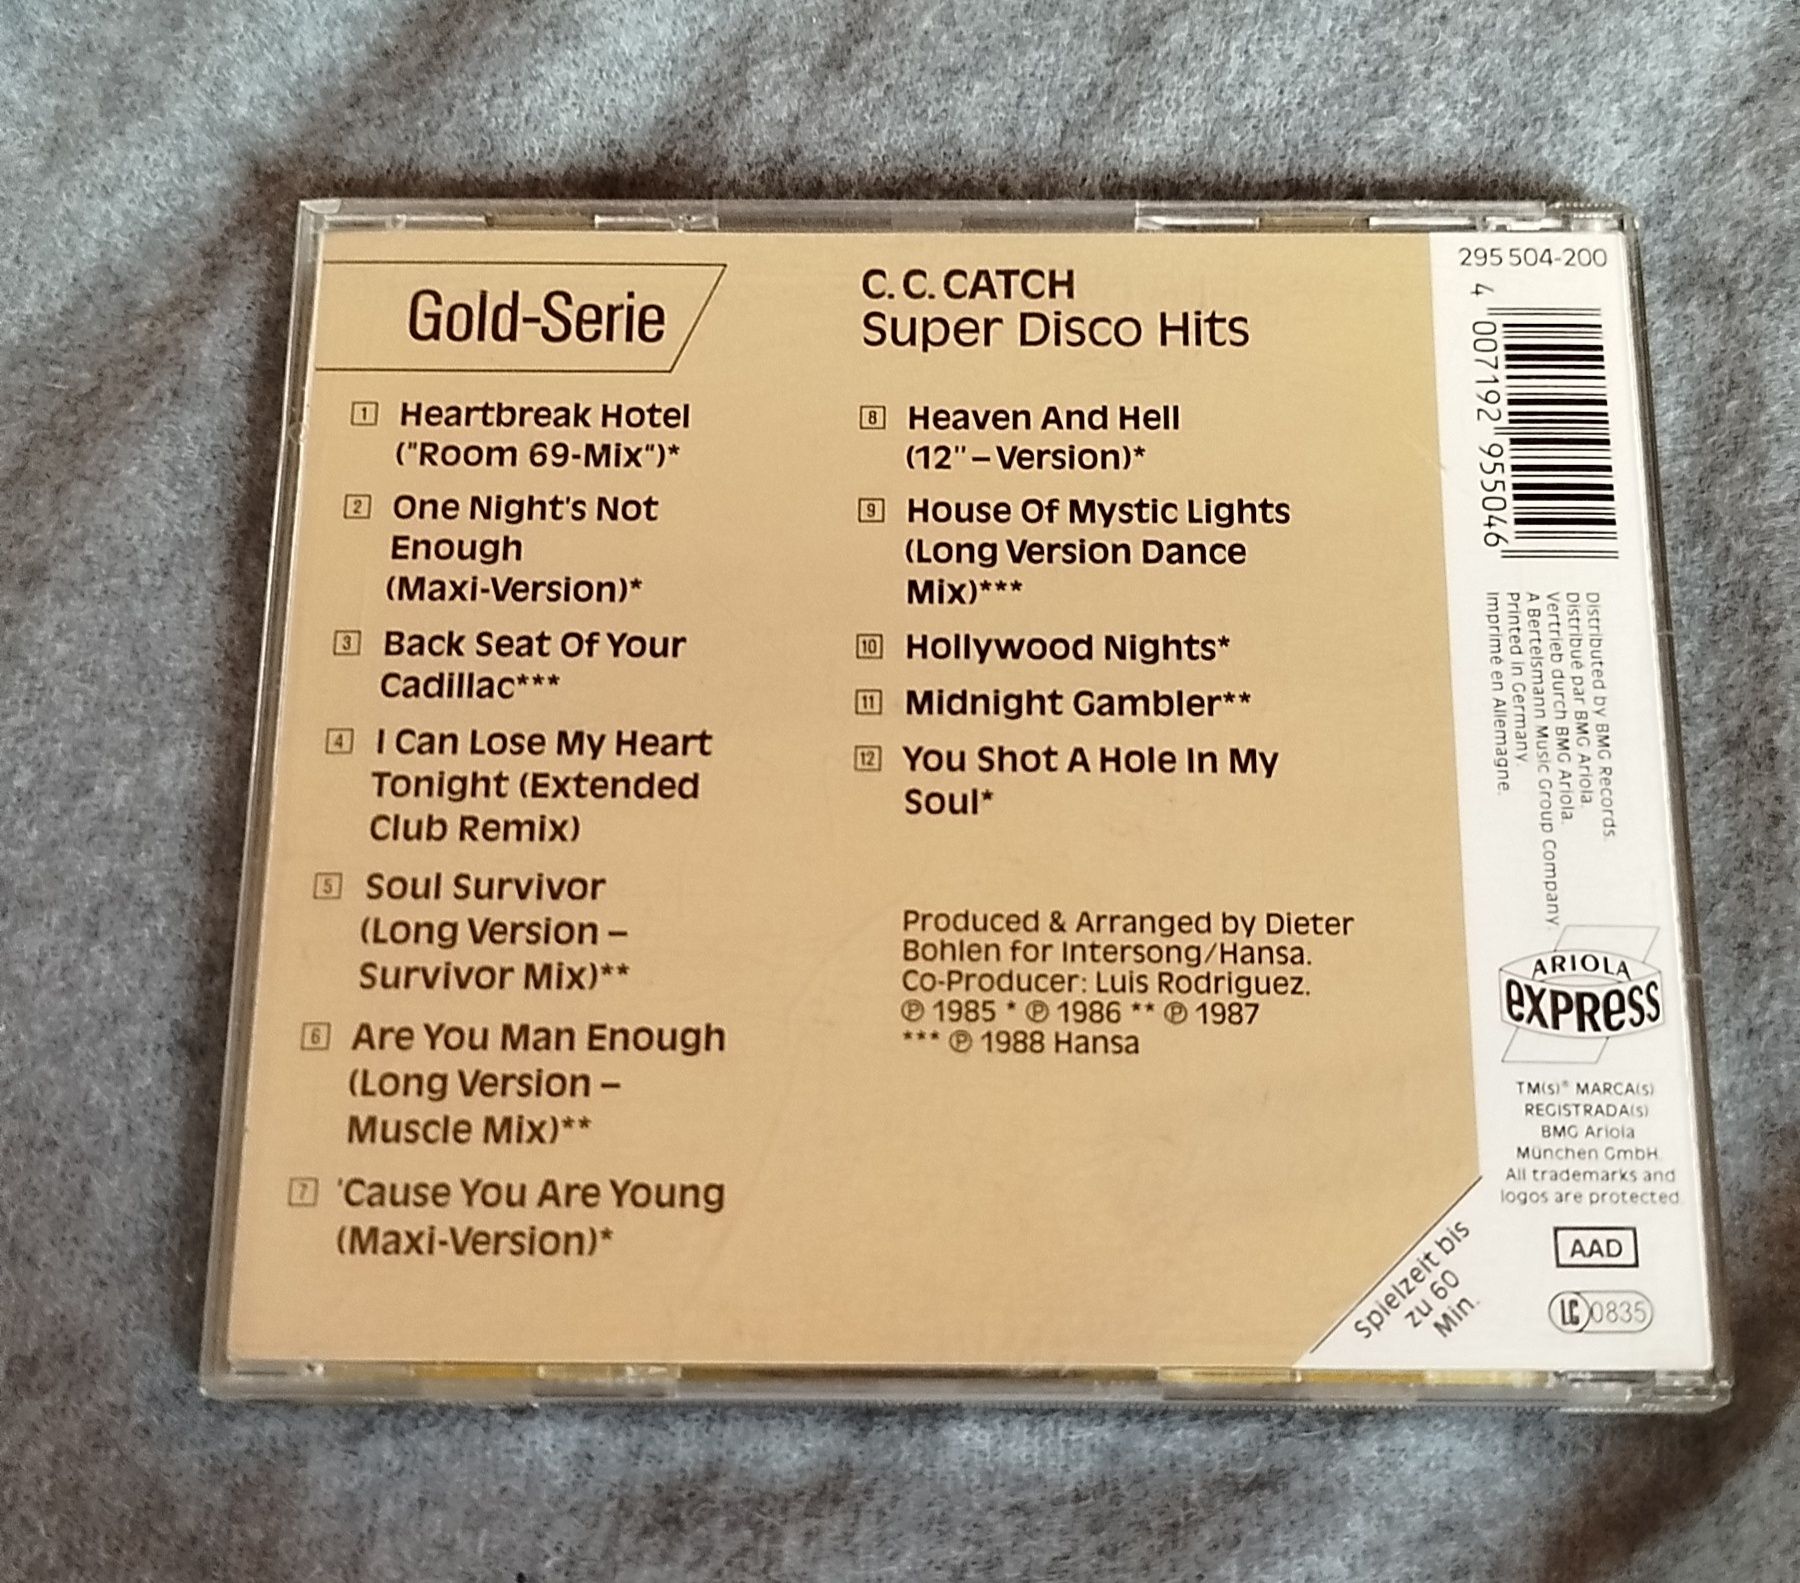 Gold-Serie
C. C. CATCH
Super Disco Hits
1 Heartbreak Hotel
("Room 69-Mix")*
2 One Night's Not
Enough
(Maxi-Version)*
3 Back Seat Of Your
Cadillac***
4 I Can Lose My Heart
Tonight (Extended
Club Remix)
5 Soul Survivor
(Long Version –
Survivor Mix)**
6 Are You Man Enough
(Long Version –
Muscle Mix)**
7 'Cause You Are Young
(Maxi-Version)*
8 Heaven And Hell
(12" – Version)*
9 House Of Mystic Lights
(Long Version Dance
Mix)***
10 Hollywood Nights*
11 Midnight Gambler**
12 You Shot A Hole In My
Soul*
Produced & Arranged by Dieter
Bohlen for Intersong/Hansa.
Co-Producer: Luis Rodriguez.
℗ 1985 * ℗ 1986 ** ℗ 1987
*** ℗ 1988 Hansa
Spielzeit bis
zu 60
Min.
295 504-200
4 007192 955046
Distributed by BMG Records.
Distribué par BMG Ariola.
Vertrieb durch BMG Ariola.
A Bertelsmann Music Group Company.
Printed in Germany.
Imprimé en Allemagne.
ARIOLA
eXPRess
TM(s)® MARCA(s)
REGISTRADA(s)
BMG Ariola
München GmbH
All trademarks and
logos are protected.
AAD
LC 0835